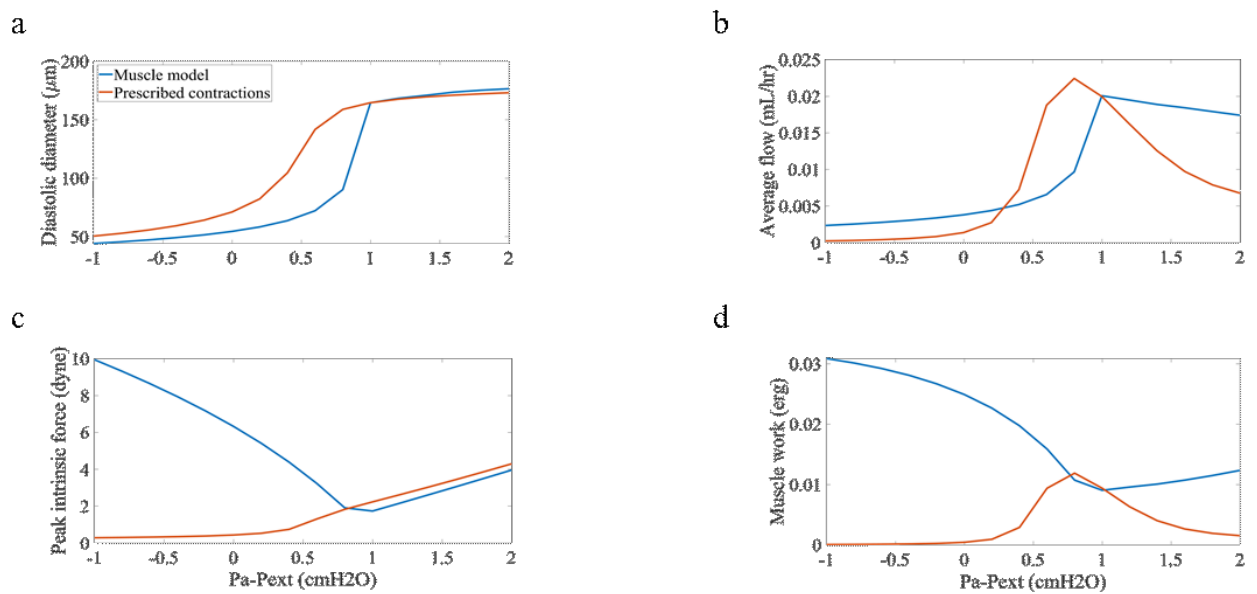 a
Diastolic diameter (μm)
200
150
100
50
Muscle model
Prescribed contractions
-1 -0.5 0 0.5 1 1.5 2
b
Average flow (mL/hr)
0.025
0.02
0.015
0.01
0.005
0
-1 -0.5 0 0.5 1 1.5 2
c
Peak intrinsic force (dyne)
10
8
6
4
2
0
-1 -0.5 0 0.5 1 1.5 2
Pa-Pext (cmH2O)
d
Muscle work (erg)
0.03
0.02
0.01
0
-1 -0.5 0 0.5 1 1.5 2
Pa-Pext (cmH2O)